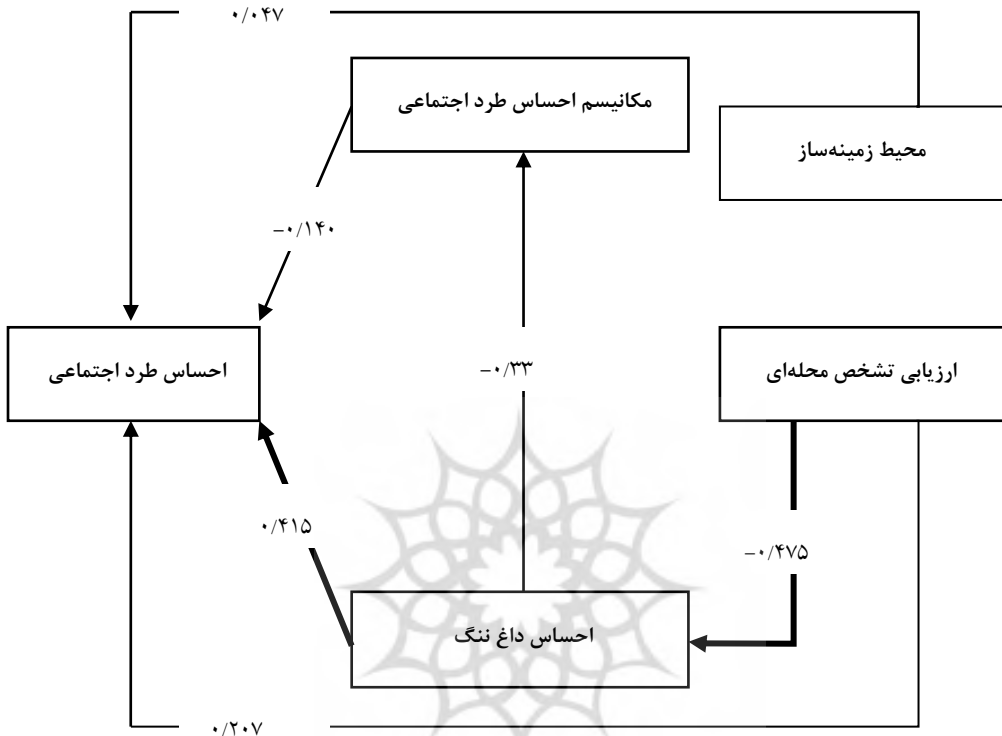 ۰/۰۴۷
مکانیسم احساس طرد اجتماعی
محیط زمینه‌ساز
−۰/۱۴۰
احساس طرد اجتماعی
−۰/۳۳
ارزیابی تشخص محله‌ای
۰/۴۱۵
−۰/۴۷۵
احساس داغ ننگ
۰/۲۰۷